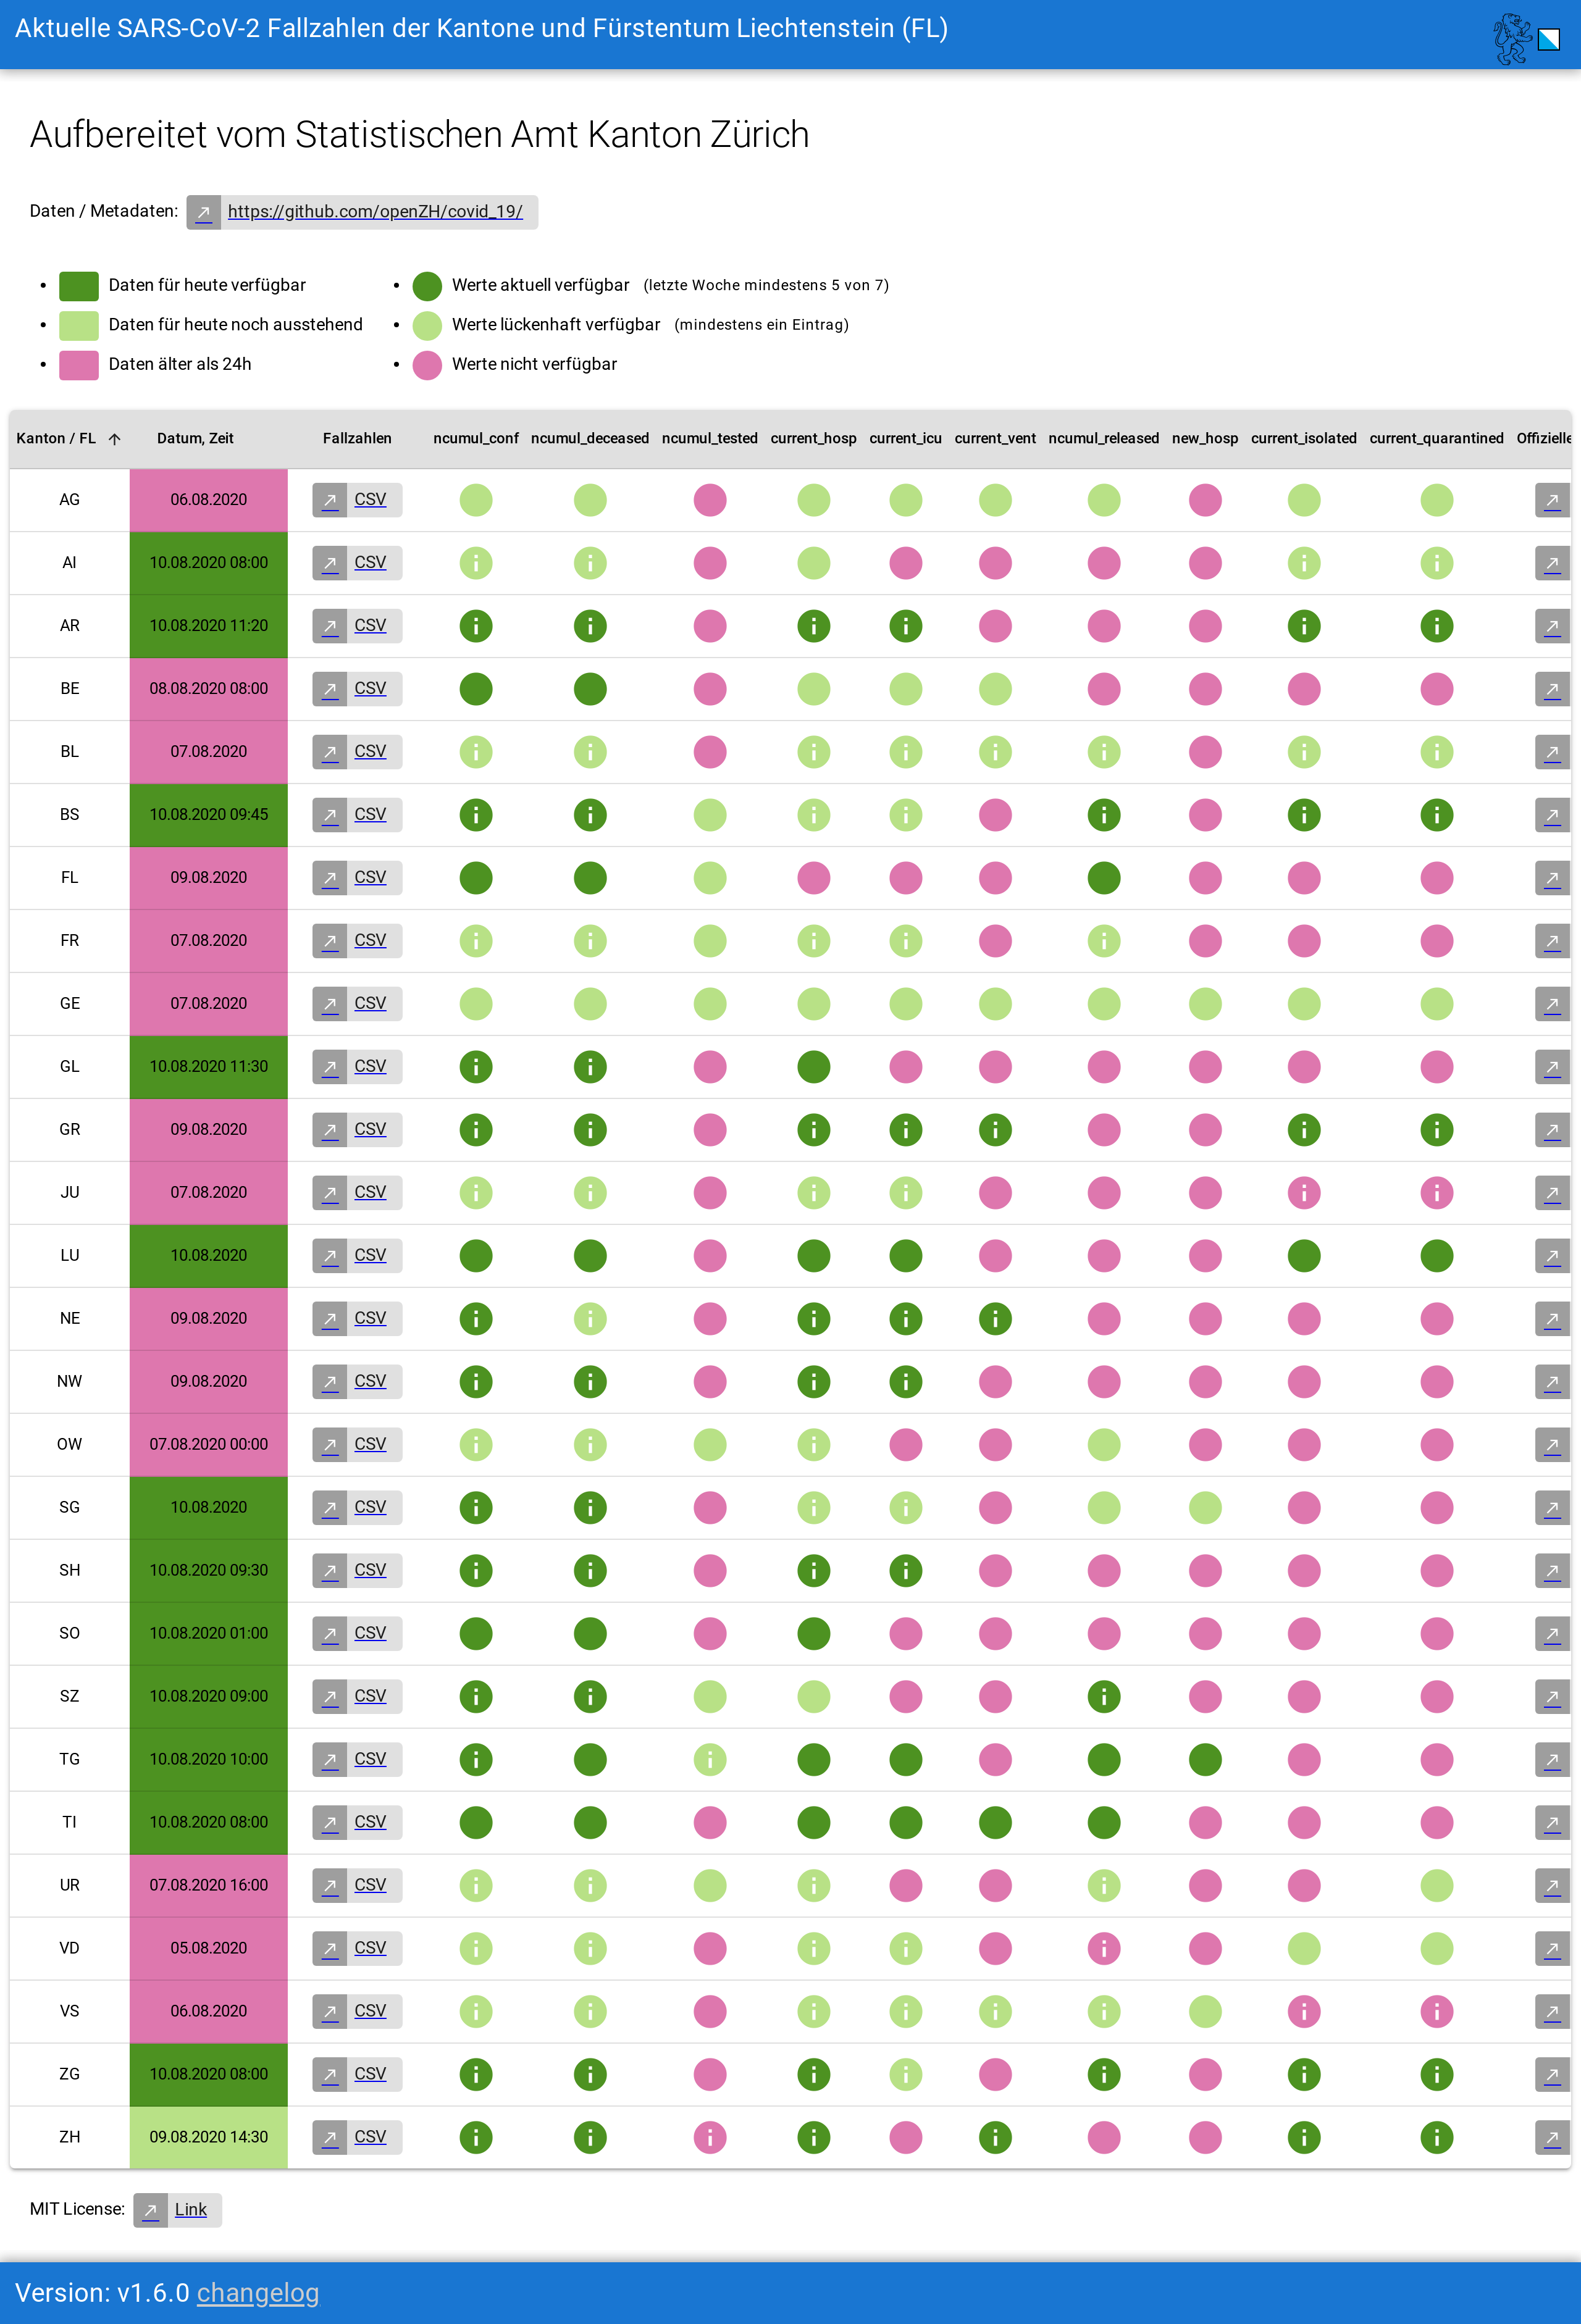 Aktuelle SARS-CoV-2 Fallzahlen der Kantone und Fürstentum Liechtenstein (FL)
Aufbereitet vom Statistischen Amt Kanton Zürich
Daten / Metadaten: https://github.com/openZH/covid_19/
Daten für heute verfügbar
Daten für heute noch ausstehend
Daten älter als 24h
Werte aktuell verfügbar (letzte Woche mindestens 5 von 7)
Werte lückenhaft verfügbar (mindestens ein Eintrag)
Werte nicht verfügbar
Kanton / FL Datum, Zeit Fallzahlen ncumul_conf ncumul_deceased ncumul_tested current_hosp current_icu current_vent ncumul_released new_hosp current_isolated current_quarantined Offizielle
AG 06.08.2020 CSV
AI 10.08.2020 08:00 CSV
AR 10.08.2020 11:20 CSV
BE 08.08.2020 08:00 CSV
BL 07.08.2020 CSV
BS 10.08.2020 09:45 CSV
FL 09.08.2020 CSV
FR 07.08.2020 CSV
GE 07.08.2020 CSV
GL 10.08.2020 11:30 CSV
GR 09.08.2020 CSV
JU 07.08.2020 CSV
LU 10.08.2020 CSV
NE 09.08.2020 CSV
NW 09.08.2020 CSV
OW 07.08.2020 00:00 CSV
SG 10.08.2020 CSV
SH 10.08.2020 09:30 CSV
SO 10.08.2020 01:00 CSV
SZ 10.08.2020 09:00 CSV
TG 10.08.2020 10:00 CSV
TI 10.08.2020 08:00 CSV
UR 07.08.2020 16:00 CSV
VD 05.08.2020 CSV
VS 06.08.2020 CSV
ZG 10.08.2020 08:00 CSV
ZH 09.08.2020 14:30 CSV
MIT License: Link
Version: v1.6.0 changelog